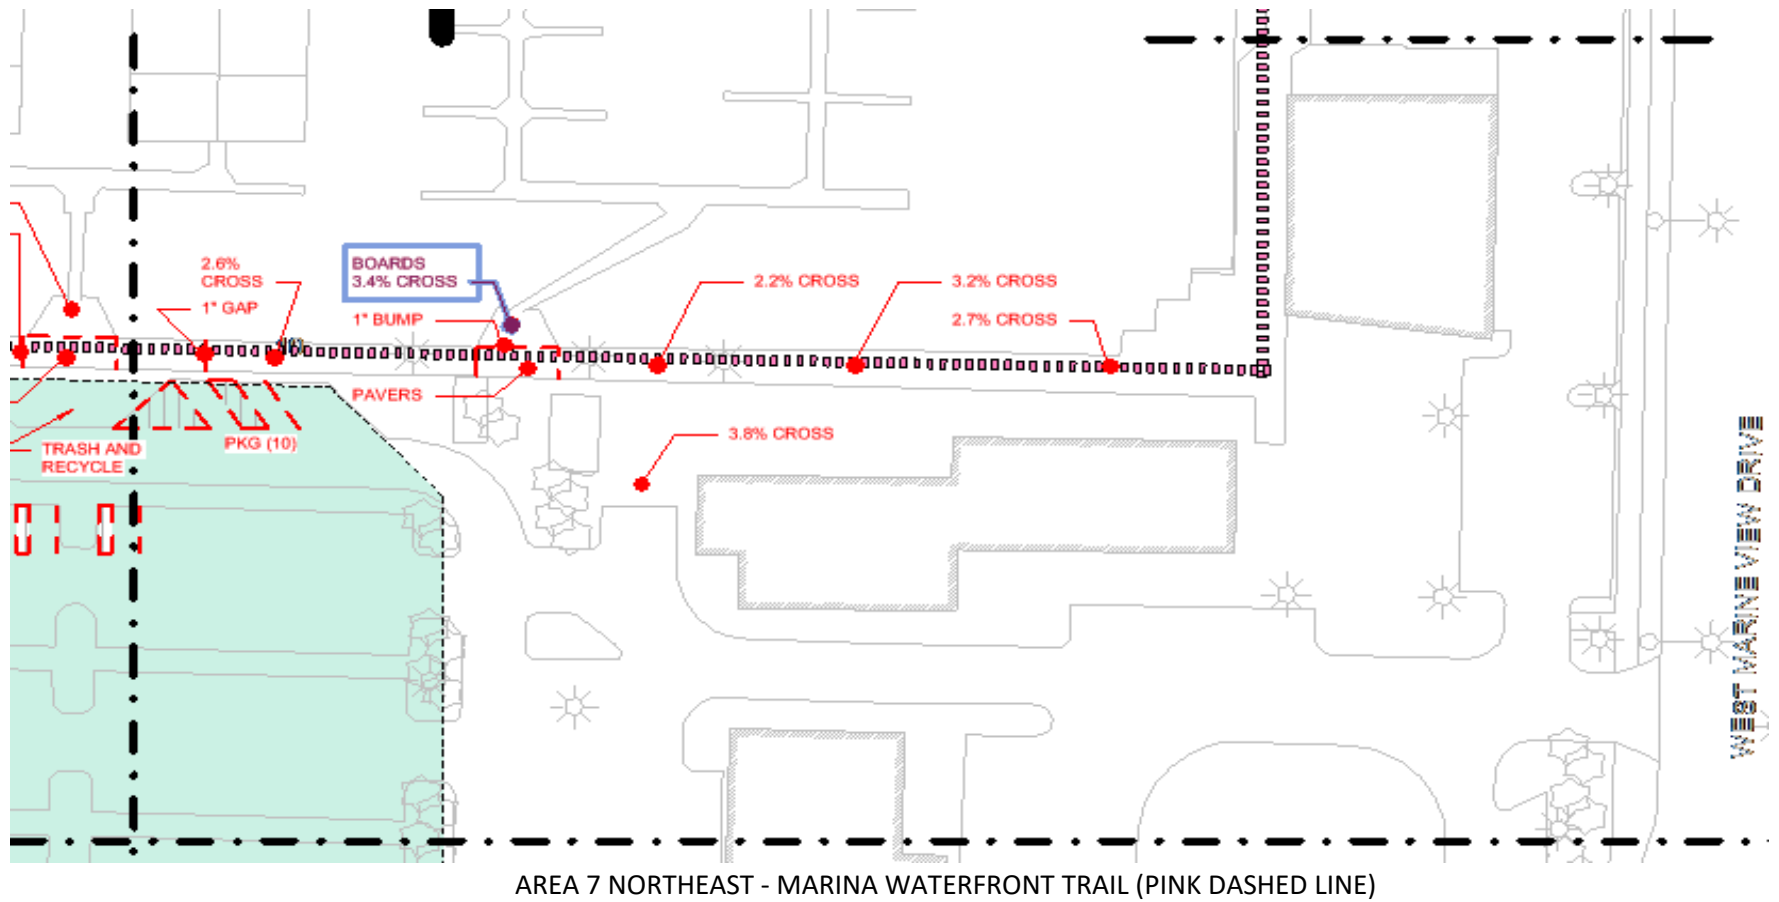 2.6%
CROSS
1" GAP
BOARDS
3.4% CROSS
1" BUMP
2.2% CROSS
3.2% CROSS
2.7% CROSS
PAVERS
3.8% CROSS
PKG (10)
TRASH AND
RECYCLE
WEST MARINE VIEW DRIVE
AREA 7 NORTHEAST - MARINA WATERFRONT TRAIL (PINK DASHED LINE)